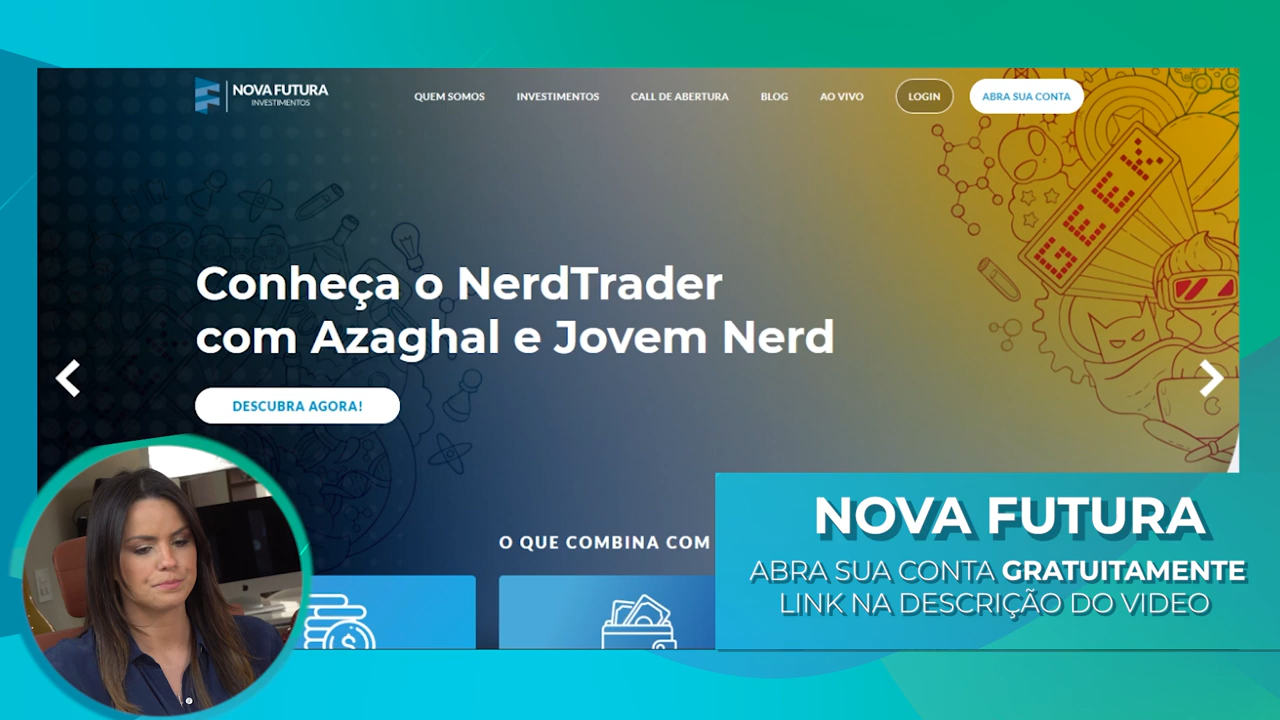 NOVA FUTURA
INVESTIMENTOS
QUEM SOMOS
INVESTIMENTOS
CALL DE ABERTURA
BLOG
AO VIVO
LOGIN
ABRA SUA CONTA
GEEK
Conheça o NerdTrader
com Azaghal e Jovem Nerd
DESCUBRA AGORA!
O QUE COMBINA COM
NOVA FUTURA
ABRA SUA CONTA GRATUITAMENTE
LINK NA DESCRIÇÃO DO VIDEO